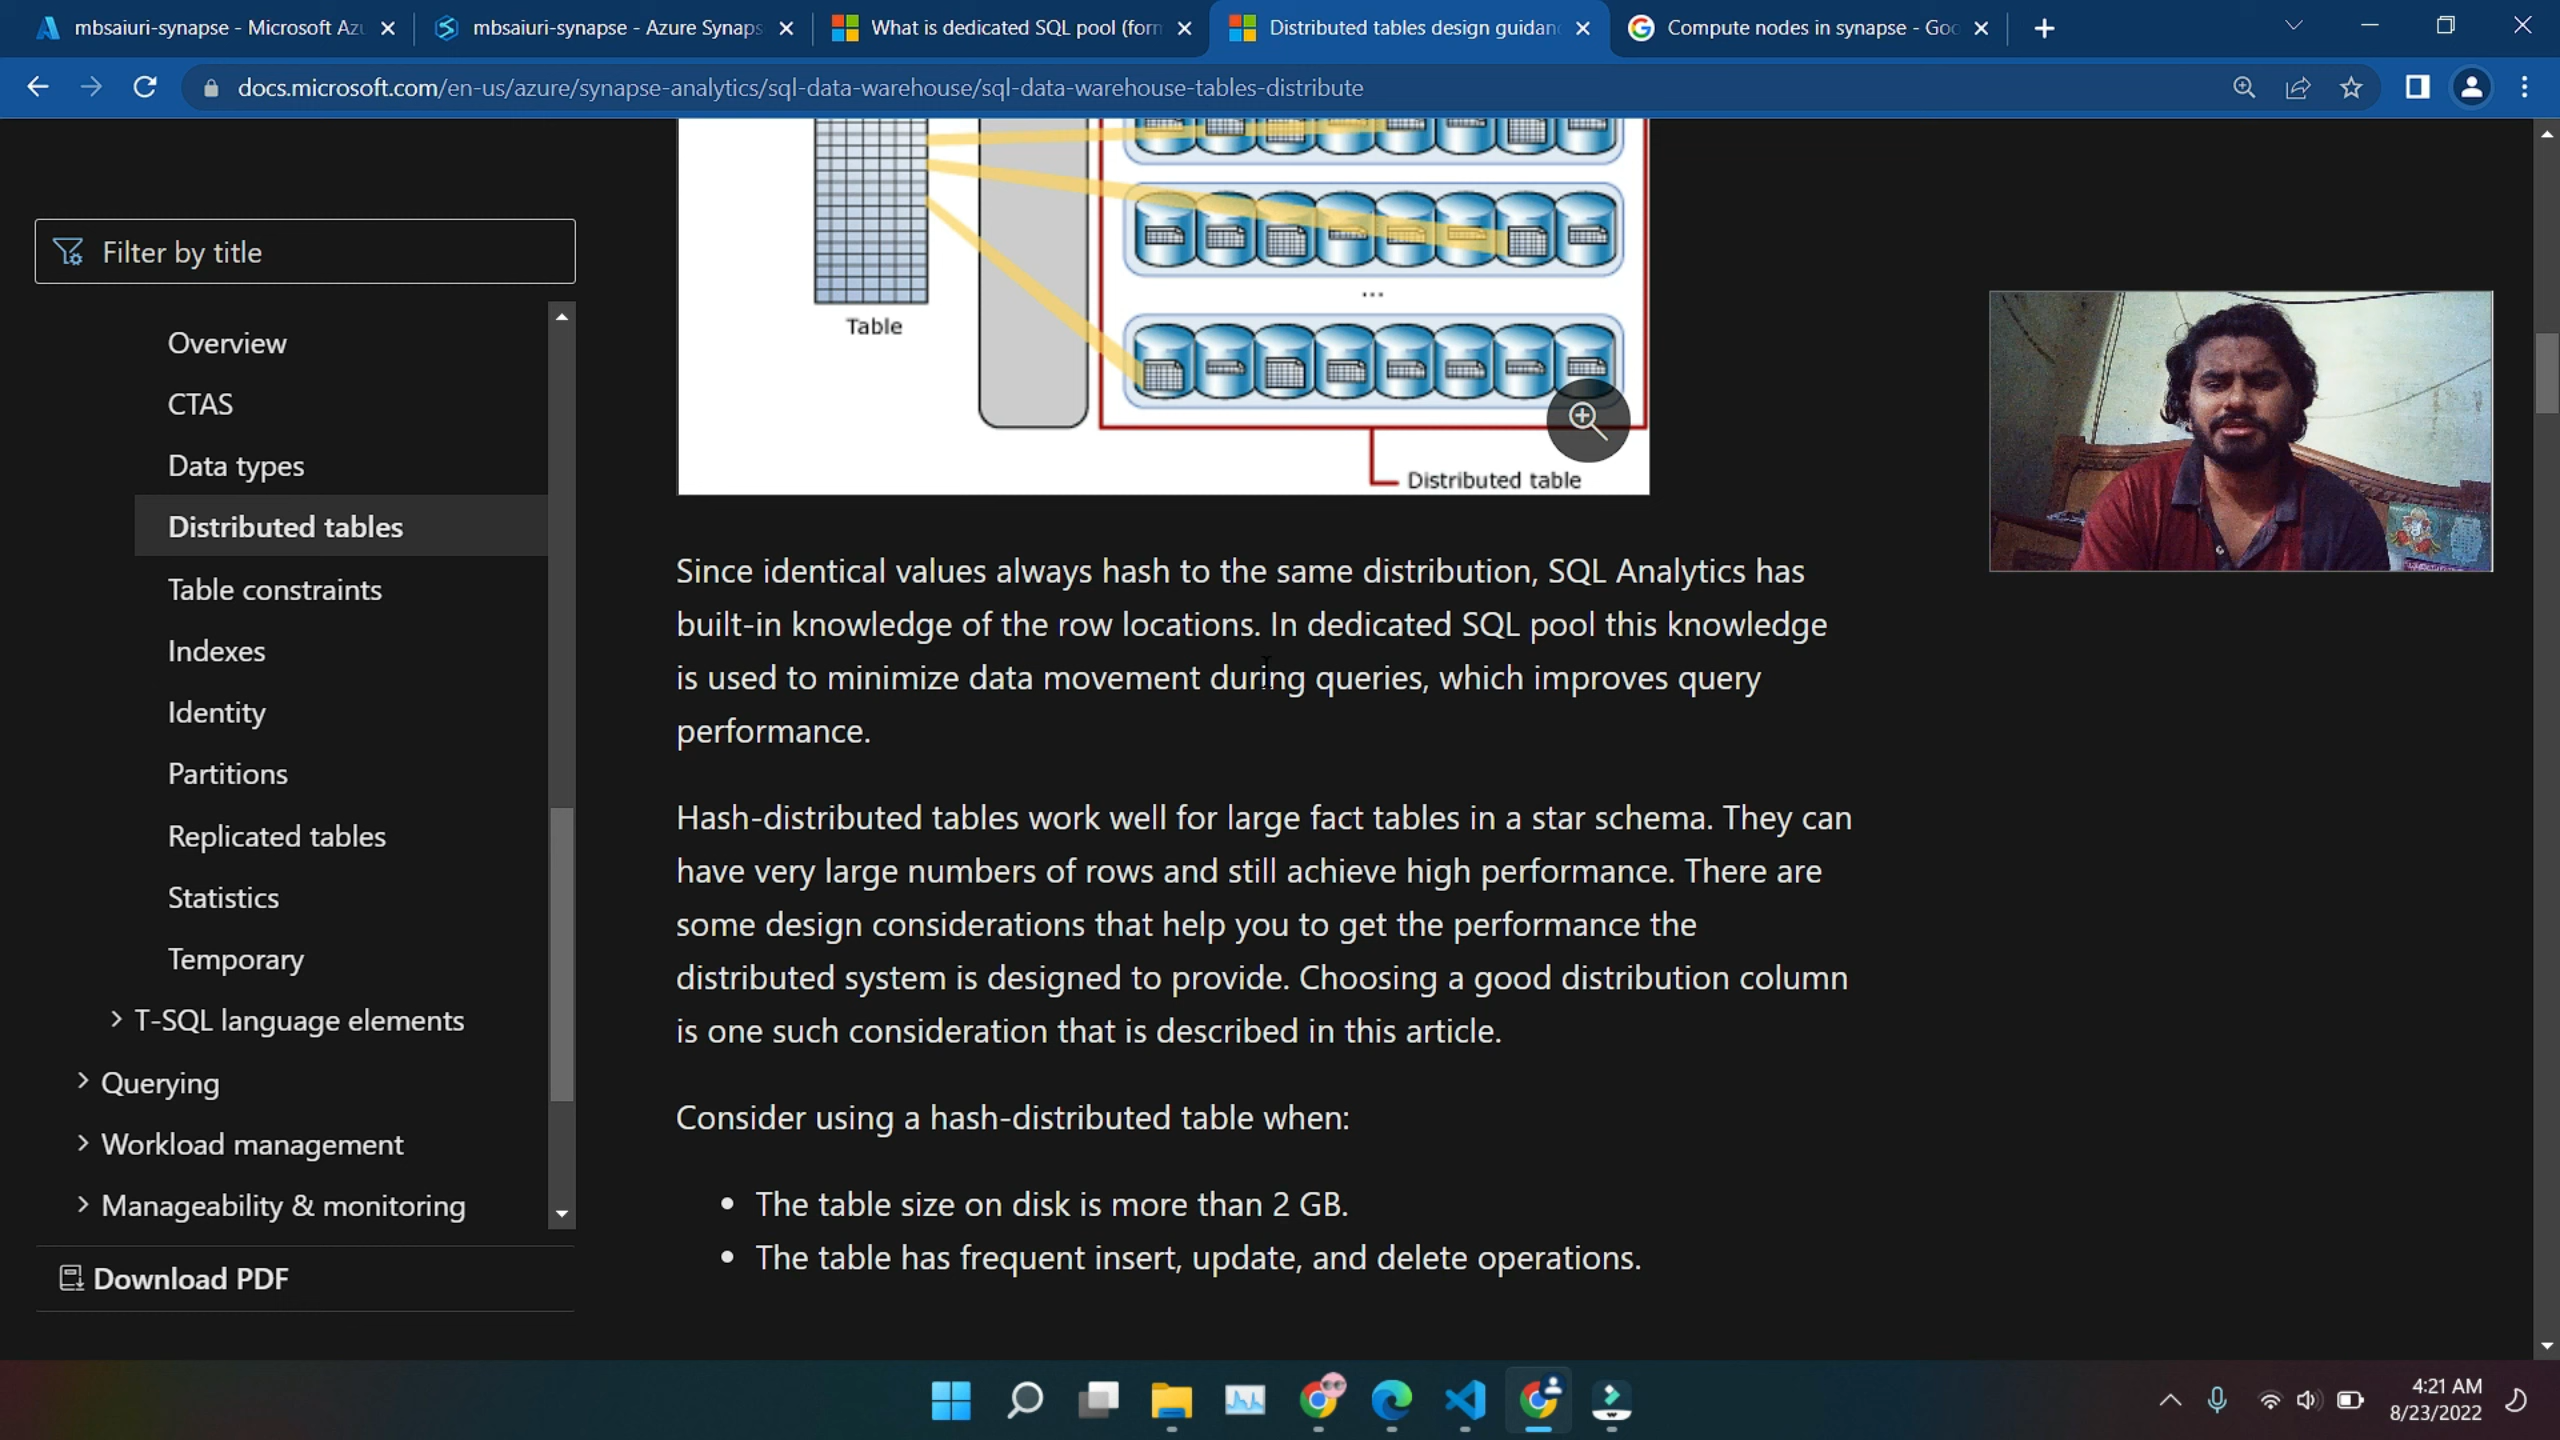 mbsaiuri-synapse - Microsoft Azu
mbsaiuri-synapse - Azure Synaps
What is dedicated SQL pool (form
Distributed tables design guidanc
Compute nodes in synapse - Goo
docs.microsoft.com/en-us/azure/synapse-analytics/sql-data-warehouse/sql-data-warehouse-tables-distribute
Filter by title
Overview
CTAS
Data types
Distributed tables
Table constraints
Indexes
Identity
Partitions
Replicated tables
Statistics
Temporary
T-SQL language elements
Querying
Workload management
Manageability & monitoring
Download PDF
Table
...
Distributed table
Since identical values always hash to the same distribution, SQL Analytics has
built-in knowledge of the row locations. In dedicated SQL pool this knowledge
is used to minimize data movement during queries, which improves query
performance.
Hash-distributed tables work well for large fact tables in a star schema. They can
have very large numbers of rows and still achieve high performance. There are
some design considerations that help you to get the performance the
distributed system is designed to provide. Choosing a good distribution column
is one such consideration that is described in this article.
Consider using a hash-distributed table when:
• The table size on disk is more than 2 GB.
• The table has frequent insert, update, and delete operations.
4:21 AM
8/23/2022